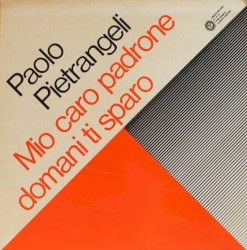 Paolo
Pietrangeli
Mio caro padrone
domani ti sparo